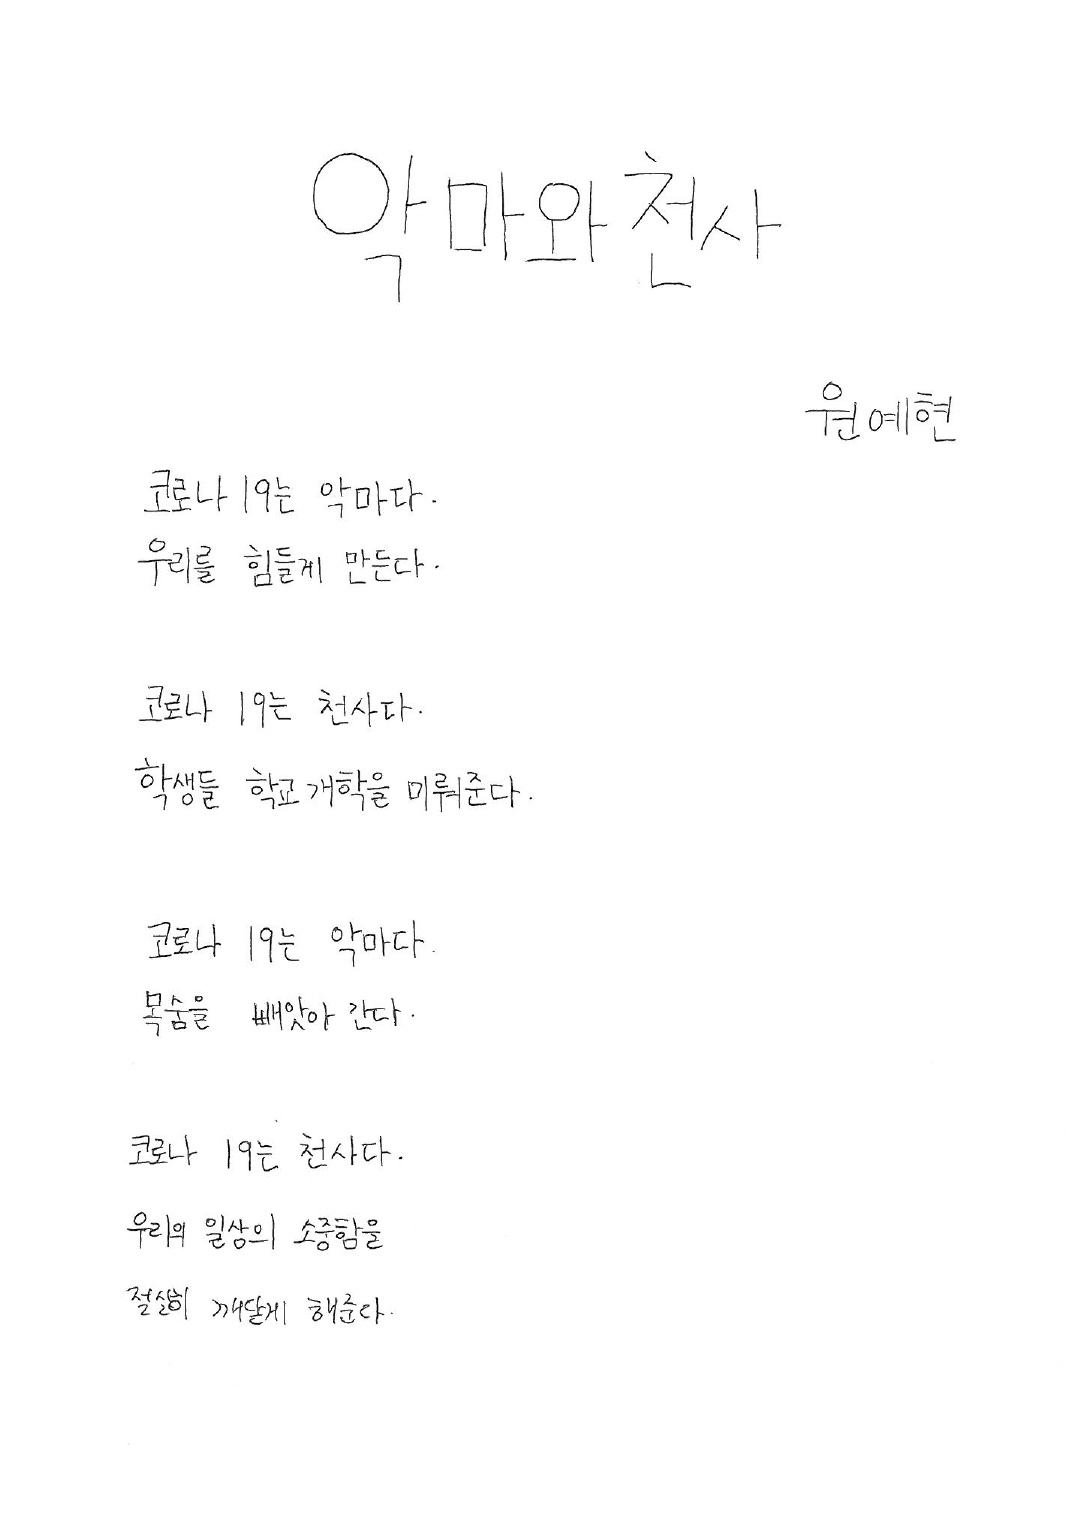 악마와 천사
원예현
코로나 19는 악마다.
우리를 힘들게 만든다.
코로나 19는 천사다.
학생들 학교 개학을 미뤄준다.
코로나 19는 악마다.
목숨을 빼앗아 간다.
코로나 19는 천사다.
우리의 일상의 소중함을
깨달게 해준다.